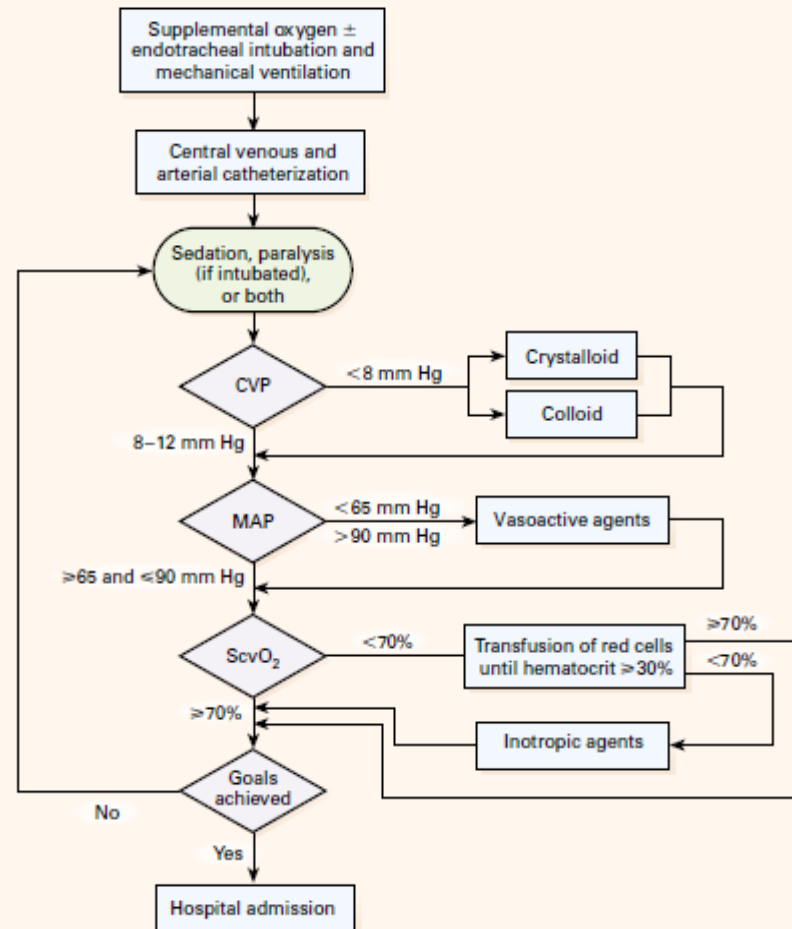 Supplemental oxygen ±
endotracheal intubation and
mechanical ventilation
Central venous and
arterial catheterization
Sedation, paralysis
(if intubated),
or both
CVP
<8 mm Hg
Crystalloid
Colloid
8–12 mm Hg
MAP
<65 mm Hg
>90 mm Hg
Vasoactive agents
≥65 and ≤90 mm Hg
ScvO₂
<70%
Transfusion of red cells
until hematocrit ≥30%
≥70%
<70%
≥70%
Inotropic agents
Goals
achieved
No
Yes
Hospital admission